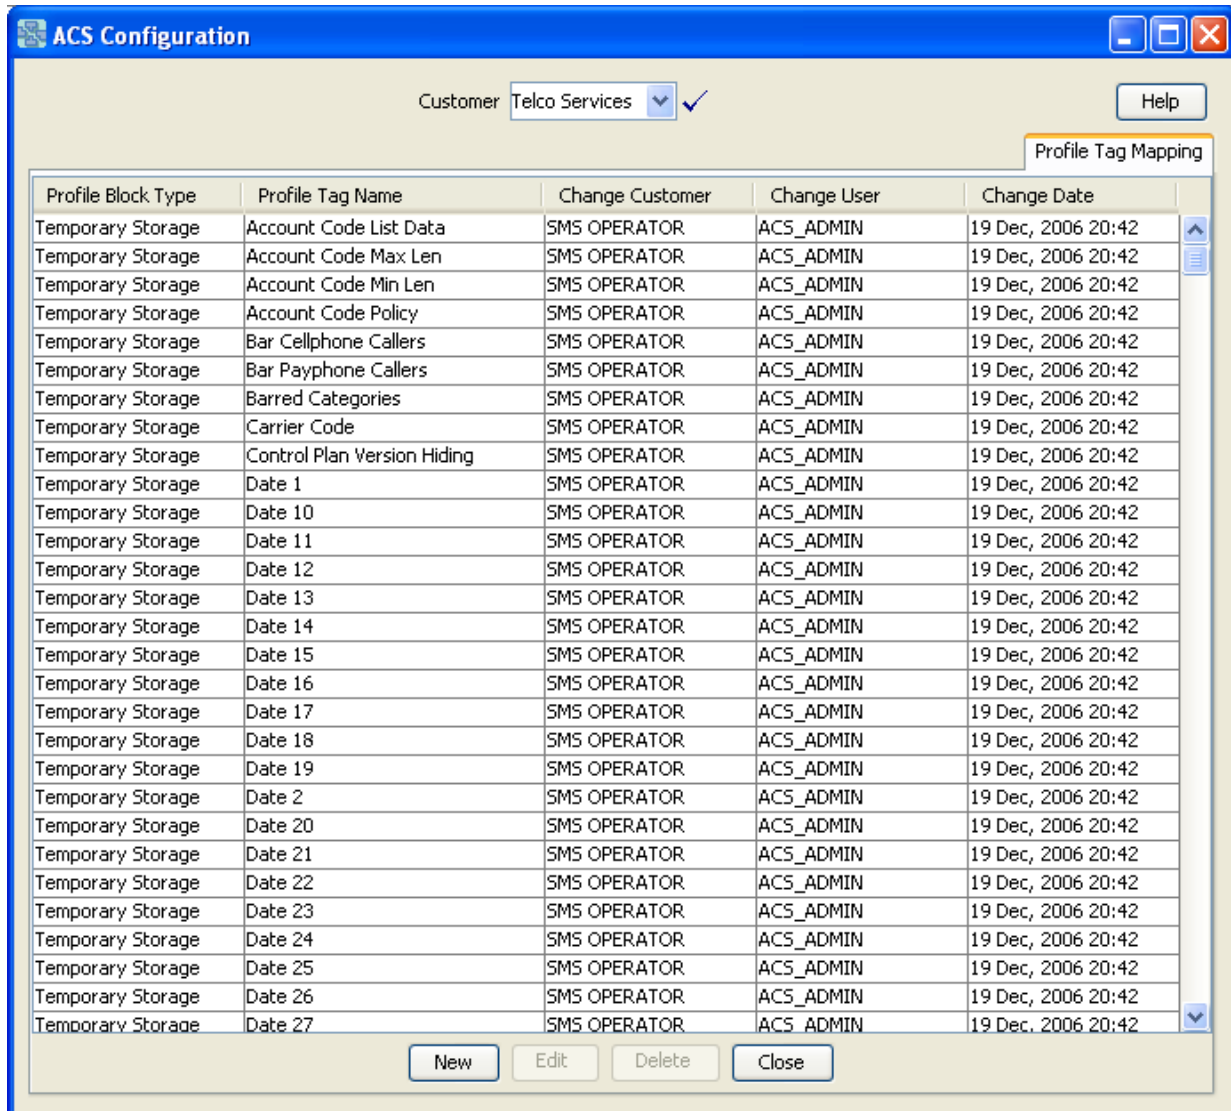 ACS Configuration
Customer Telco Services Help
Profile Tag Mapping
Profile Block Type Profile Tag Name Change Customer Change User Change Date
Temporary Storage Account Code List Data SMS OPERATOR ACS_ADMIN 19 Dec, 2006 20:42
Temporary Storage Account Code Max Len SMS OPERATOR ACS_ADMIN 19 Dec, 2006 20:42
Temporary Storage Account Code Min Len SMS OPERATOR ACS_ADMIN 19 Dec, 2006 20:42
Temporary Storage Account Code Policy SMS OPERATOR ACS_ADMIN 19 Dec, 2006 20:42
Temporary Storage Bar Cellphone Callers SMS OPERATOR ACS_ADMIN 19 Dec, 2006 20:42
Temporary Storage Bar Payphone Callers SMS OPERATOR ACS_ADMIN 19 Dec, 2006 20:42
Temporary Storage Barred Categories SMS OPERATOR ACS_ADMIN 19 Dec, 2006 20:42
Temporary Storage Carrier Code SMS OPERATOR ACS_ADMIN 19 Dec, 2006 20:42
Temporary Storage Control Plan Version Hiding SMS OPERATOR ACS_ADMIN 19 Dec, 2006 20:42
Temporary Storage Date 1 SMS OPERATOR ACS_ADMIN 19 Dec, 2006 20:42
Temporary Storage Date 10 SMS OPERATOR ACS_ADMIN 19 Dec, 2006 20:42
Temporary Storage Date 11 SMS OPERATOR ACS_ADMIN 19 Dec, 2006 20:42
Temporary Storage Date 12 SMS OPERATOR ACS_ADMIN 19 Dec, 2006 20:42
Temporary Storage Date 13 SMS OPERATOR ACS_ADMIN 19 Dec, 2006 20:42
Temporary Storage Date 14 SMS OPERATOR ACS_ADMIN 19 Dec, 2006 20:42
Temporary Storage Date 15 SMS OPERATOR ACS_ADMIN 19 Dec, 2006 20:42
Temporary Storage Date 16 SMS OPERATOR ACS_ADMIN 19 Dec, 2006 20:42
Temporary Storage Date 17 SMS OPERATOR ACS_ADMIN 19 Dec, 2006 20:42
Temporary Storage Date 18 SMS OPERATOR ACS_ADMIN 19 Dec, 2006 20:42
Temporary Storage Date 19 SMS OPERATOR ACS_ADMIN 19 Dec, 2006 20:42
Temporary Storage Date 2 SMS OPERATOR ACS_ADMIN 19 Dec, 2006 20:42
Temporary Storage Date 20 SMS OPERATOR ACS_ADMIN 19 Dec, 2006 20:42
Temporary Storage Date 21 SMS OPERATOR ACS_ADMIN 19 Dec, 2006 20:42
Temporary Storage Date 22 SMS OPERATOR ACS_ADMIN 19 Dec, 2006 20:42
Temporary Storage Date 23 SMS OPERATOR ACS_ADMIN 19 Dec, 2006 20:42
Temporary Storage Date 24 SMS OPERATOR ACS_ADMIN 19 Dec, 2006 20:42
Temporary Storage Date 25 SMS OPERATOR ACS_ADMIN 19 Dec, 2006 20:42
Temporary Storage Date 26 SMS OPERATOR ACS_ADMIN 19 Dec, 2006 20:42
Temporary Storage Date 27 SMS OPERATOR ACS_ADMIN 19 Dec, 2006 20:42
New Edit Delete Close